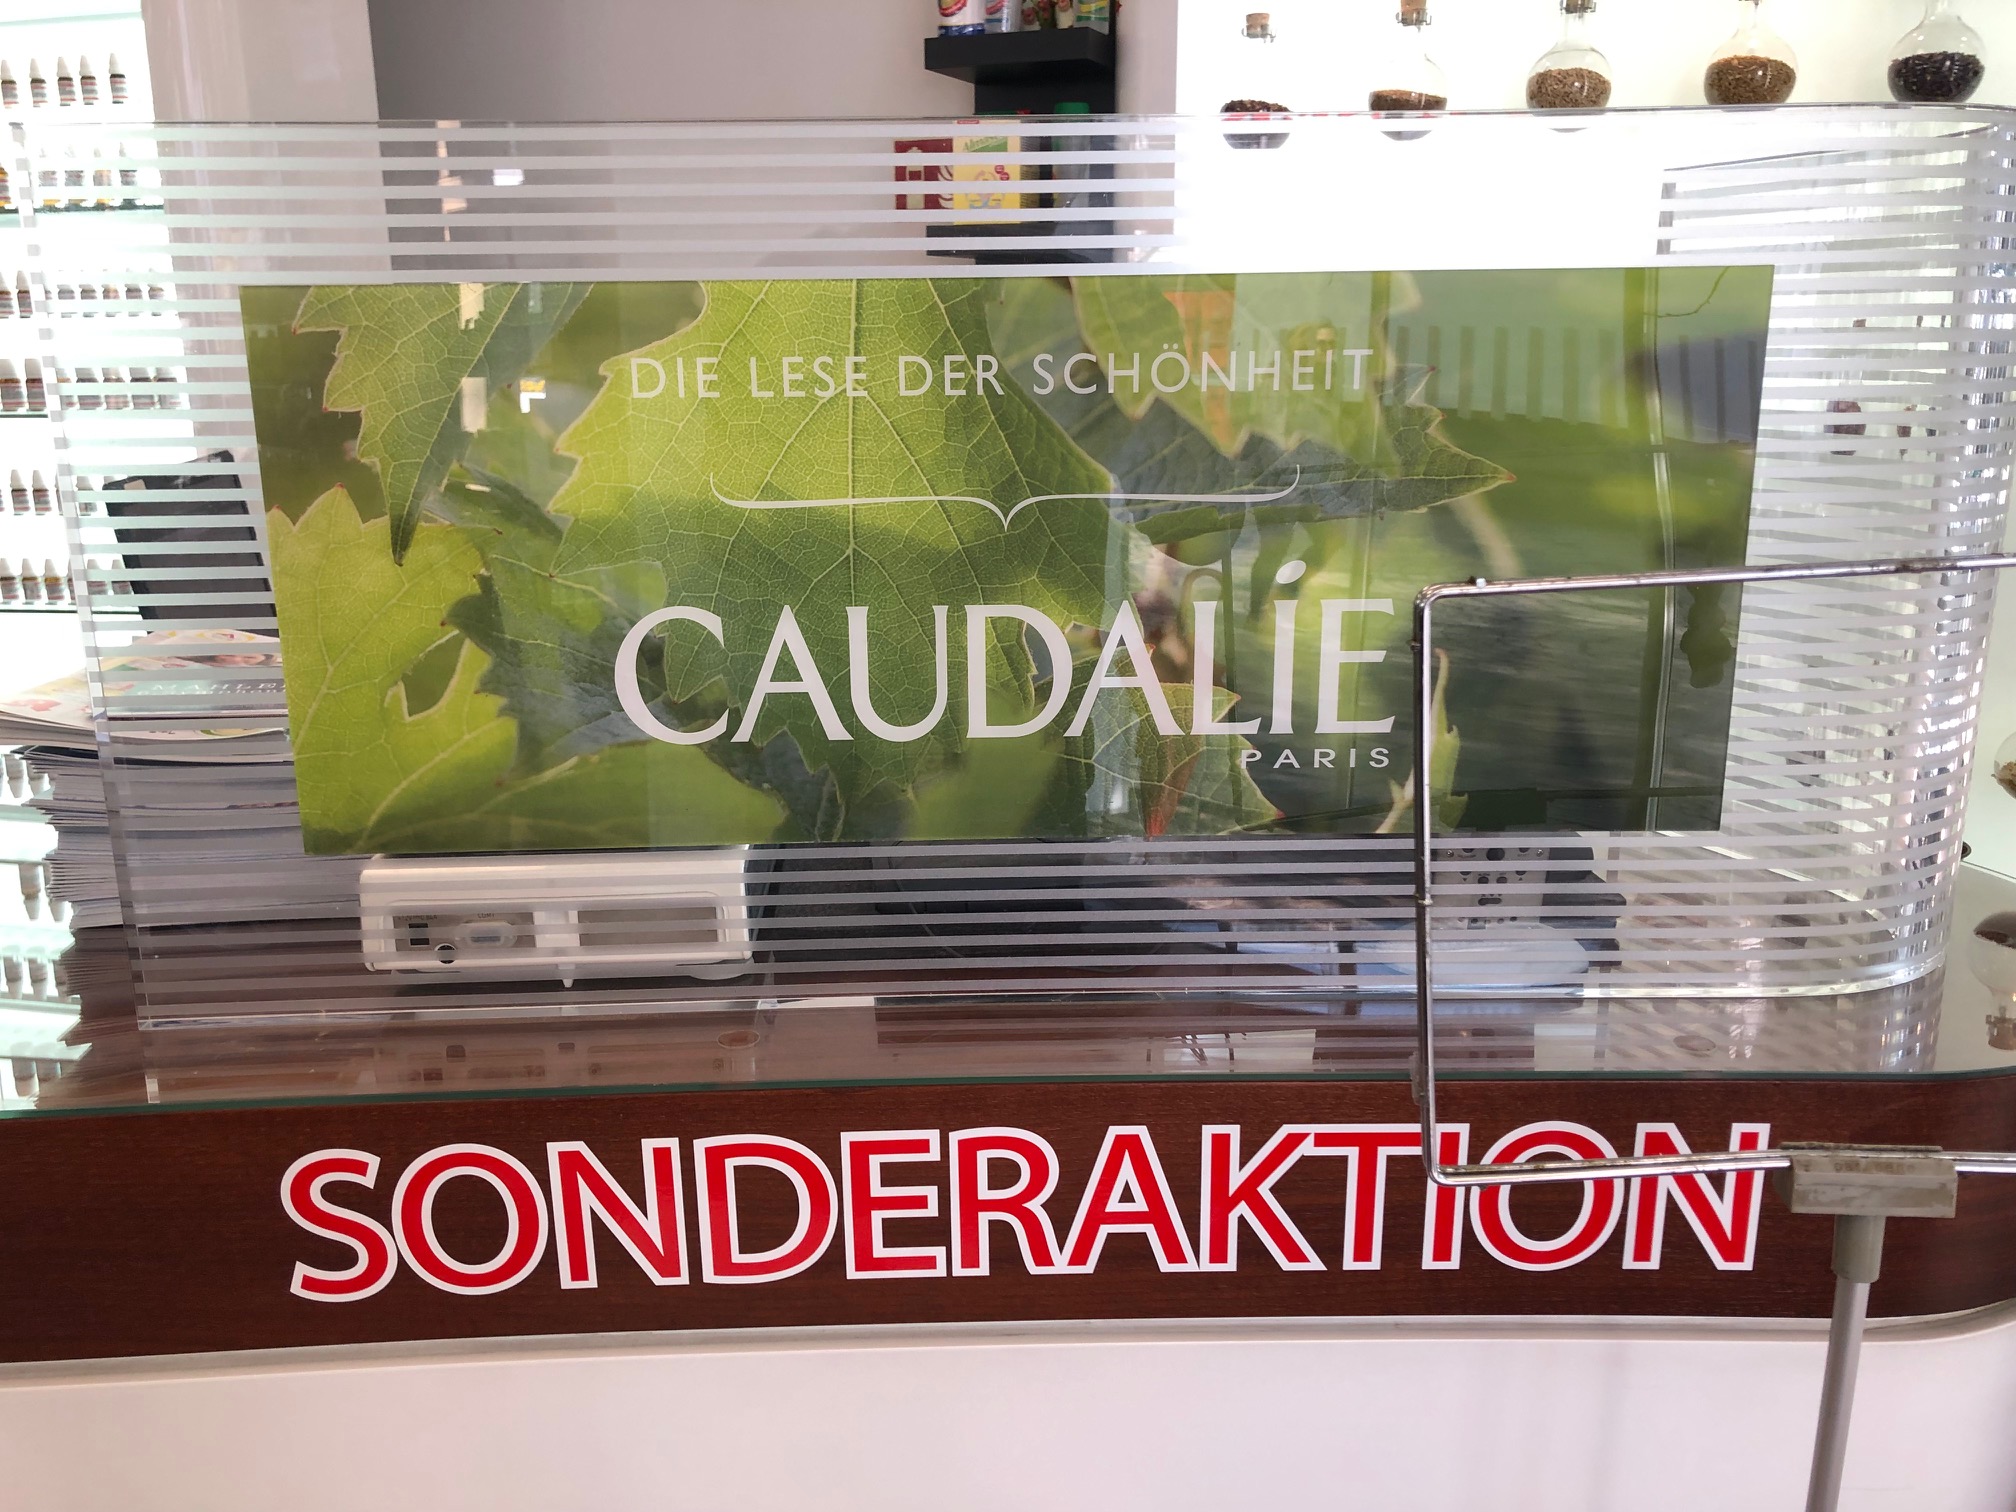 DIE LESE DER SCHÖNHEIT
CAUDALIE
PARIS
SONDERAKTION